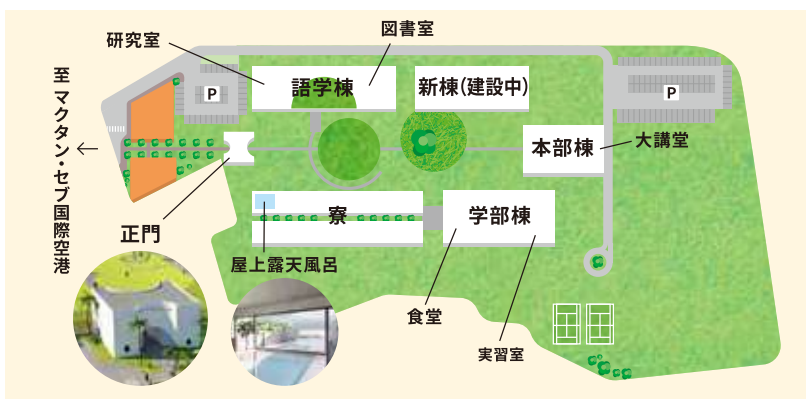 図書室
研究室
語学棟
新棟(建設中)
P
P
至 マクタン・セブ国際空港
本部棟
大講堂
寮
学部棟
正門
屋上露天風呂
食堂
実習室